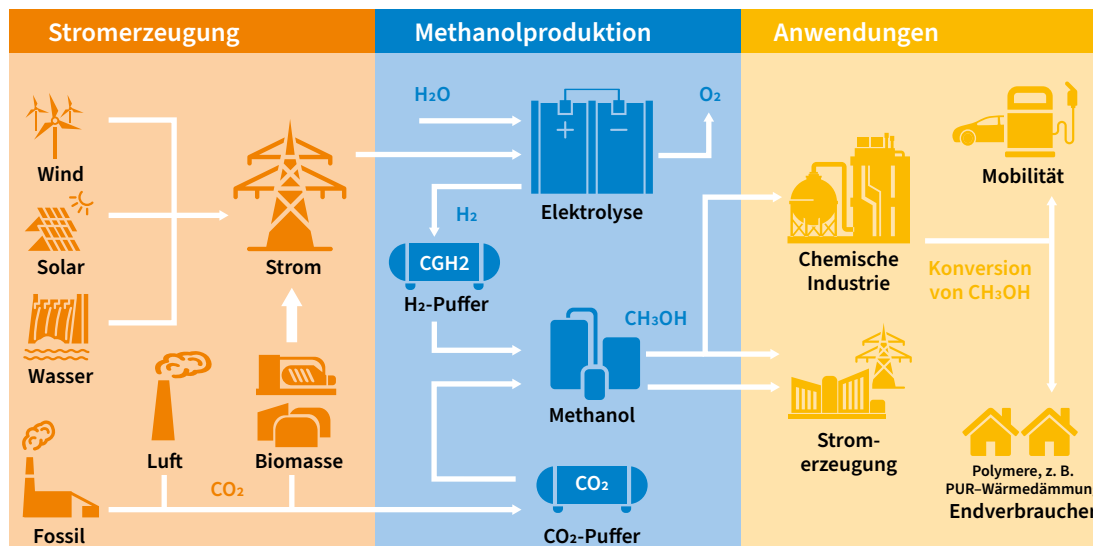 Stromerzeugung
Methanolproduktion
Anwendungen
Wind
Solar
Wasser
Strom
Luft
Biomasse
Fossil
CO₂
H₂O
O₂
+
−
Elektrolyse
H₂
CGH2
H₂-Puffer
CH₃OH
Methanol
CO₂
CO₂-Puffer
Chemische
Industrie
Mobilität
Konversion
von CH₃OH
Strom-
erzeugung
Polymere, z. B.
PUR–Wärmedämmun
Endverbraucher